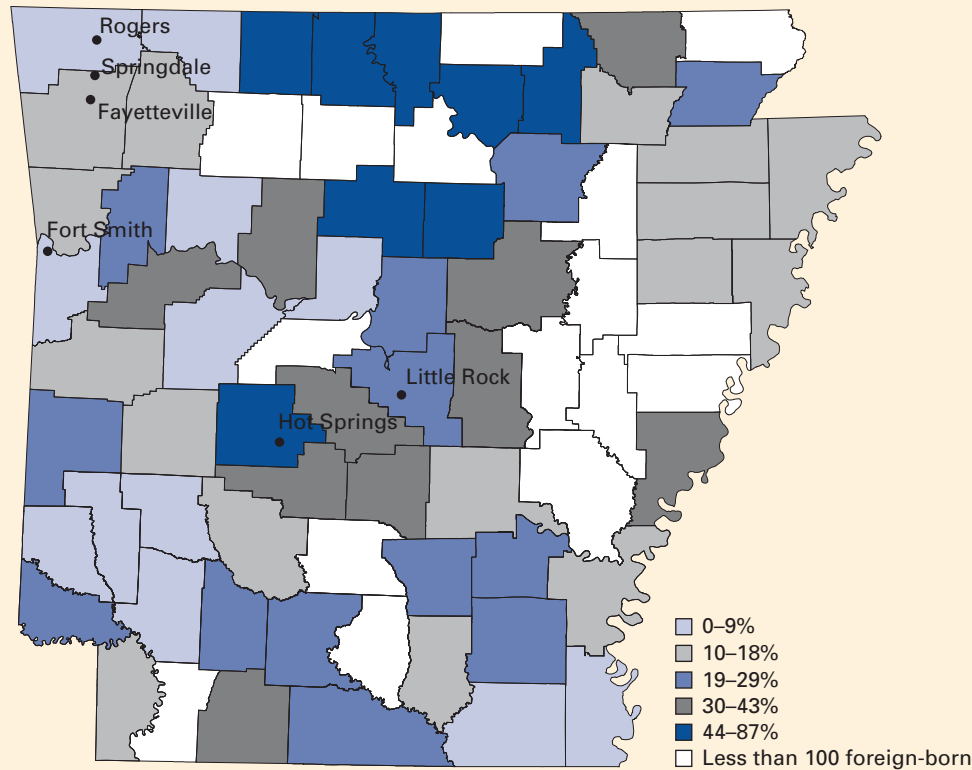 Rogers
Springdale
Fayetteville
Fort Smith
Little Rock
Hot Springs
0–9%
10–18%
19–29%
30–43%
44–87%
Less than 100 foreign-born